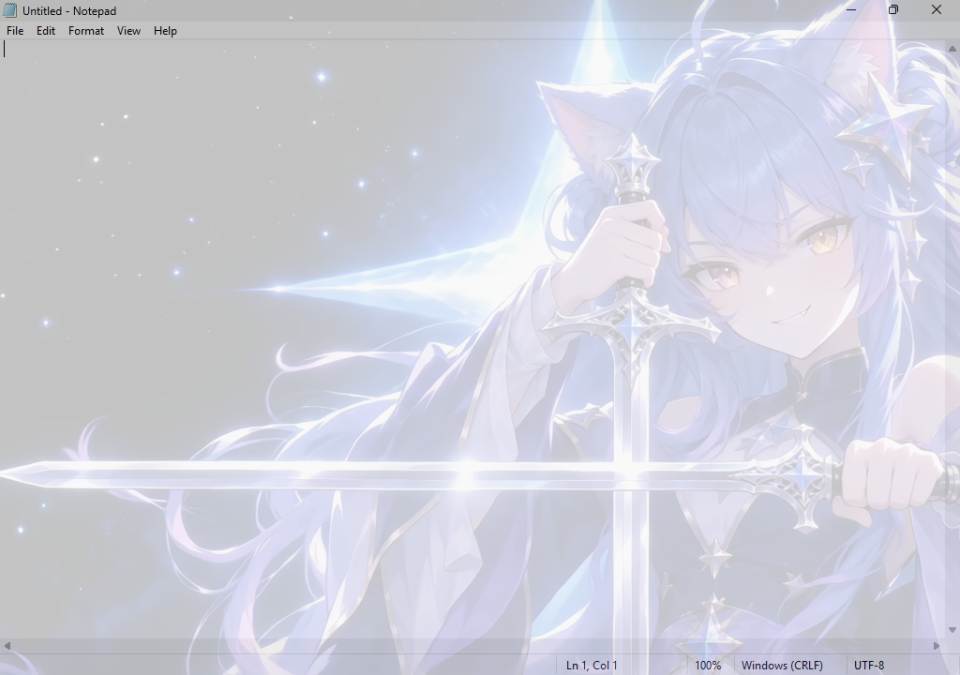 Untitled - Notepad
File Edit Format View Help
Ln 1, Col 1 100% Windows (CRLF) UTF-8